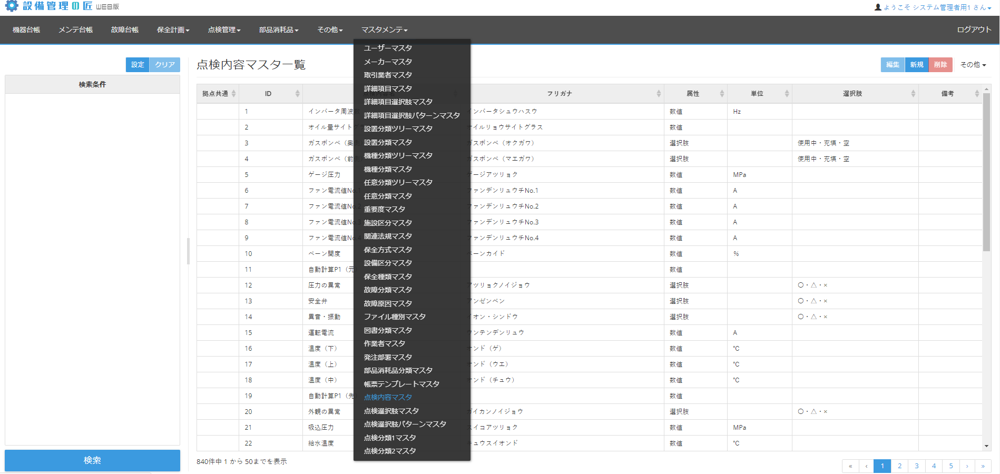 設備管理の匠 WEB版
ようこそ システム管理者用1 さん
機器台帳 メンテ台帳 故障台帳 保全計画 点検管理 部品消耗品 その他 マスタメンテ ログアウト
設定 クリア
検索条件
検索
点検内容マスタ一覧
編集 新規 削除 その他
ユーザーマスタ
メーカーマスタ
取引業者マスタ
詳細項目マスタ
詳細項目選択肢マスタ
詳細項目選択肢パターンマスタ
設置分類ツリーマスタ
設置分類マスタ
機種分類ツリーマスタ
機種分類マスタ
任意分類ツリーマスタ
任意分類マスタ
重要度マスタ
施設区分マスタ
関連法規マスタ
保全方式マスタ
設備区分マスタ
保全種類マスタ
故障分類マスタ
故障原因マスタ
ファイル種別マスタ
図書分類マスタ
作業者マスタ
発注部署マスタ
部品消耗品分類マスタ
帳票テンプレートマスタ
点検内容マスタ
点検選択肢マスタ
点検選択肢パターンマスタ
点検分類1マスタ
点検分類2マスタ
拠点共通 ID フリガナ 属性 単位 選択肢 備考
1 インバータ周波 インバータシュウハスウ 数値 Hz
2 オイル量サイトグラ オイルリョウサイトグラス 数値
3 ガスボンベ（奥 ガスボンベ（オクガワ） 選択肢 使用中・充填・空
4 ガスボンベ（前 ガスボンベ（マエガワ） 選択肢 使用中・充填・空
5 ゲージ圧力 ゲージアツリョク 数値 MPa
6 ファン電流値No.1 ファンデンリュウチNo.1 数値 A
7 ファン電流値No.2 ファンデンリュウチNo.2 数値 A
8 ファン電流値No.3 ファンデンリュウチNo.3 数値 A
9 ファン電流値No.4 ファンデンリュウチNo.4 数値 A
10 ベーン開度 ベーンカイド 数値 %
11 自動計算P1（元） 数値
12 圧力の異常 アツリョクノイジョウ 選択肢 〇・△・×
13 安全弁 アンゼンベン 選択肢 〇・△・×
14 異音・振動 イオン・シンドウ 選択肢 〇・△・×
15 運転電流 ウンテンデンリュウ 数値 A
16 温度（下） オンド（ゲ） 数値 ℃
17 温度（上） オンド（ウエ） 数値 ℃
18 温度（中） オンド（チュウ） 数値 ℃
19 自動計算P1（先） 数値
20 外観の異常 ガイカンノイジョウ 選択肢 〇・△・×
21 吸込圧力 スイコアツリョク 数値 MPa
22 給水温度 キュウスイオンド 数値 ℃
840件中 1 から 50までを表示
« ‹ 1 2 3 4 5 › »